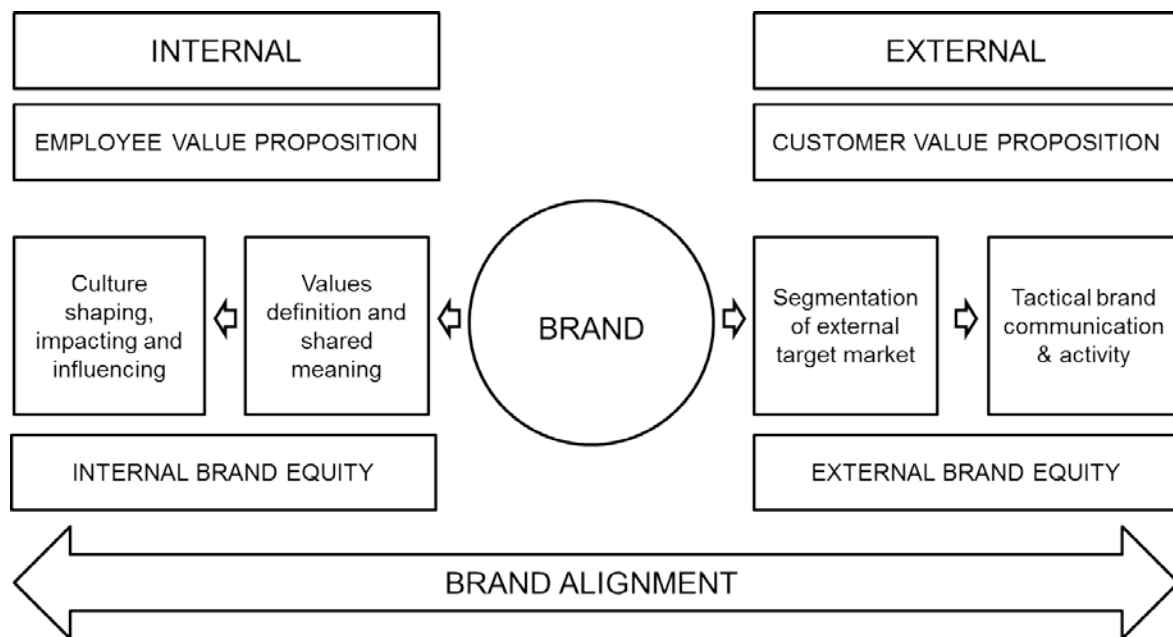 INTERNAL
EXTERNAL
EMPLOYEE VALUE PROPOSITION
CUSTOMER VALUE PROPOSITION
Culture
shaping,
impacting and
influencing
Values
definition and
shared
meaning
BRAND
Segmentation
of external
target market
Tactical brand
communication
& activity
INTERNAL BRAND EQUITY
EXTERNAL BRAND EQUITY
BRAND ALIGNMENT